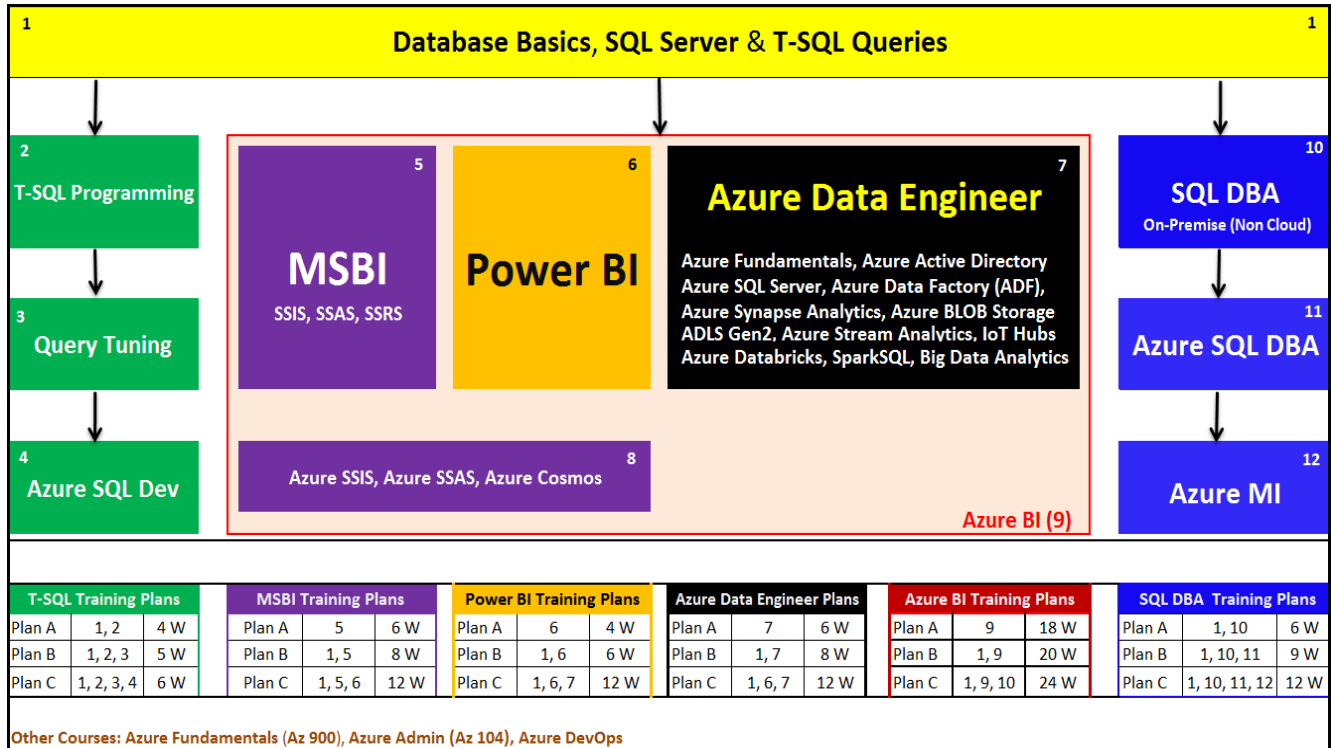 1
Database Basics, SQL Server & T-SQL Queries
1
2
T-SQL Programming
3
Query Tuning
4
Azure SQL Dev
5
MSBI
SSIS, SSAS, SSRS
6
Power BI
7
Azure Data Engineer
Azure Fundamentals, Azure Active Directory
Azure SQL Server, Azure Data Factory (ADF),
Azure Synapse Analytics, Azure BLOB Storage
ADLS Gen2, Azure Stream Analytics, IoT Hubs
Azure Databricks, SparkSQL, Big Data Analytics
8
Azure SSIS, Azure SSAS, Azure Cosmos
Azure BI (9)
10
SQL DBA
On-Premise (Non Cloud)
11
Azure SQL DBA
12
Azure MI
T-SQL Training Plans
Plan A 1, 2 4 W
Plan B 1, 2, 3 5 W
Plan C 1, 2, 3, 4 6 W
MSBI Training Plans
Plan A 5 6 W
Plan B 1, 5 8 W
Plan C 1, 5, 6 12 W
Power BI Training Plans
Plan A 6 4 W
Plan B 1, 6 6 W
Plan C 1, 6, 7 12 W
Azure Data Engineer Plans
Plan A 7 6 W
Plan B 1, 7 8 W
Plan C 1, 6, 7 12 W
Azure BI Training Plans
Plan A 9 18 W
Plan B 1, 9 20 W
Plan C 1, 9, 10 24 W
SQL DBA Training Plans
Plan A 1, 10 6 W
Plan B 1, 10, 11 9 W
Plan C 1, 10, 11, 12 12 W
Other Courses: Azure Fundamentals (Az 900), Azure Admin (Az 104), Azure DevOps